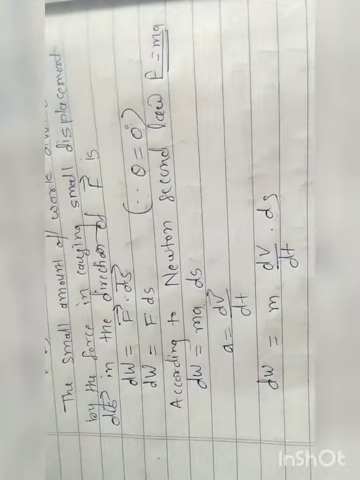 The small amount of work done
by the force in causing small displacement
ds⃗ in the direction of F⃗ is
dW = F⃗ . ds⃗
dW = F ds (∵ θ = 0°)
According to Newton second law F = ma
dW = ma ds
a = dv⃗/dt
dW = m dv/dt . ds
InShOt